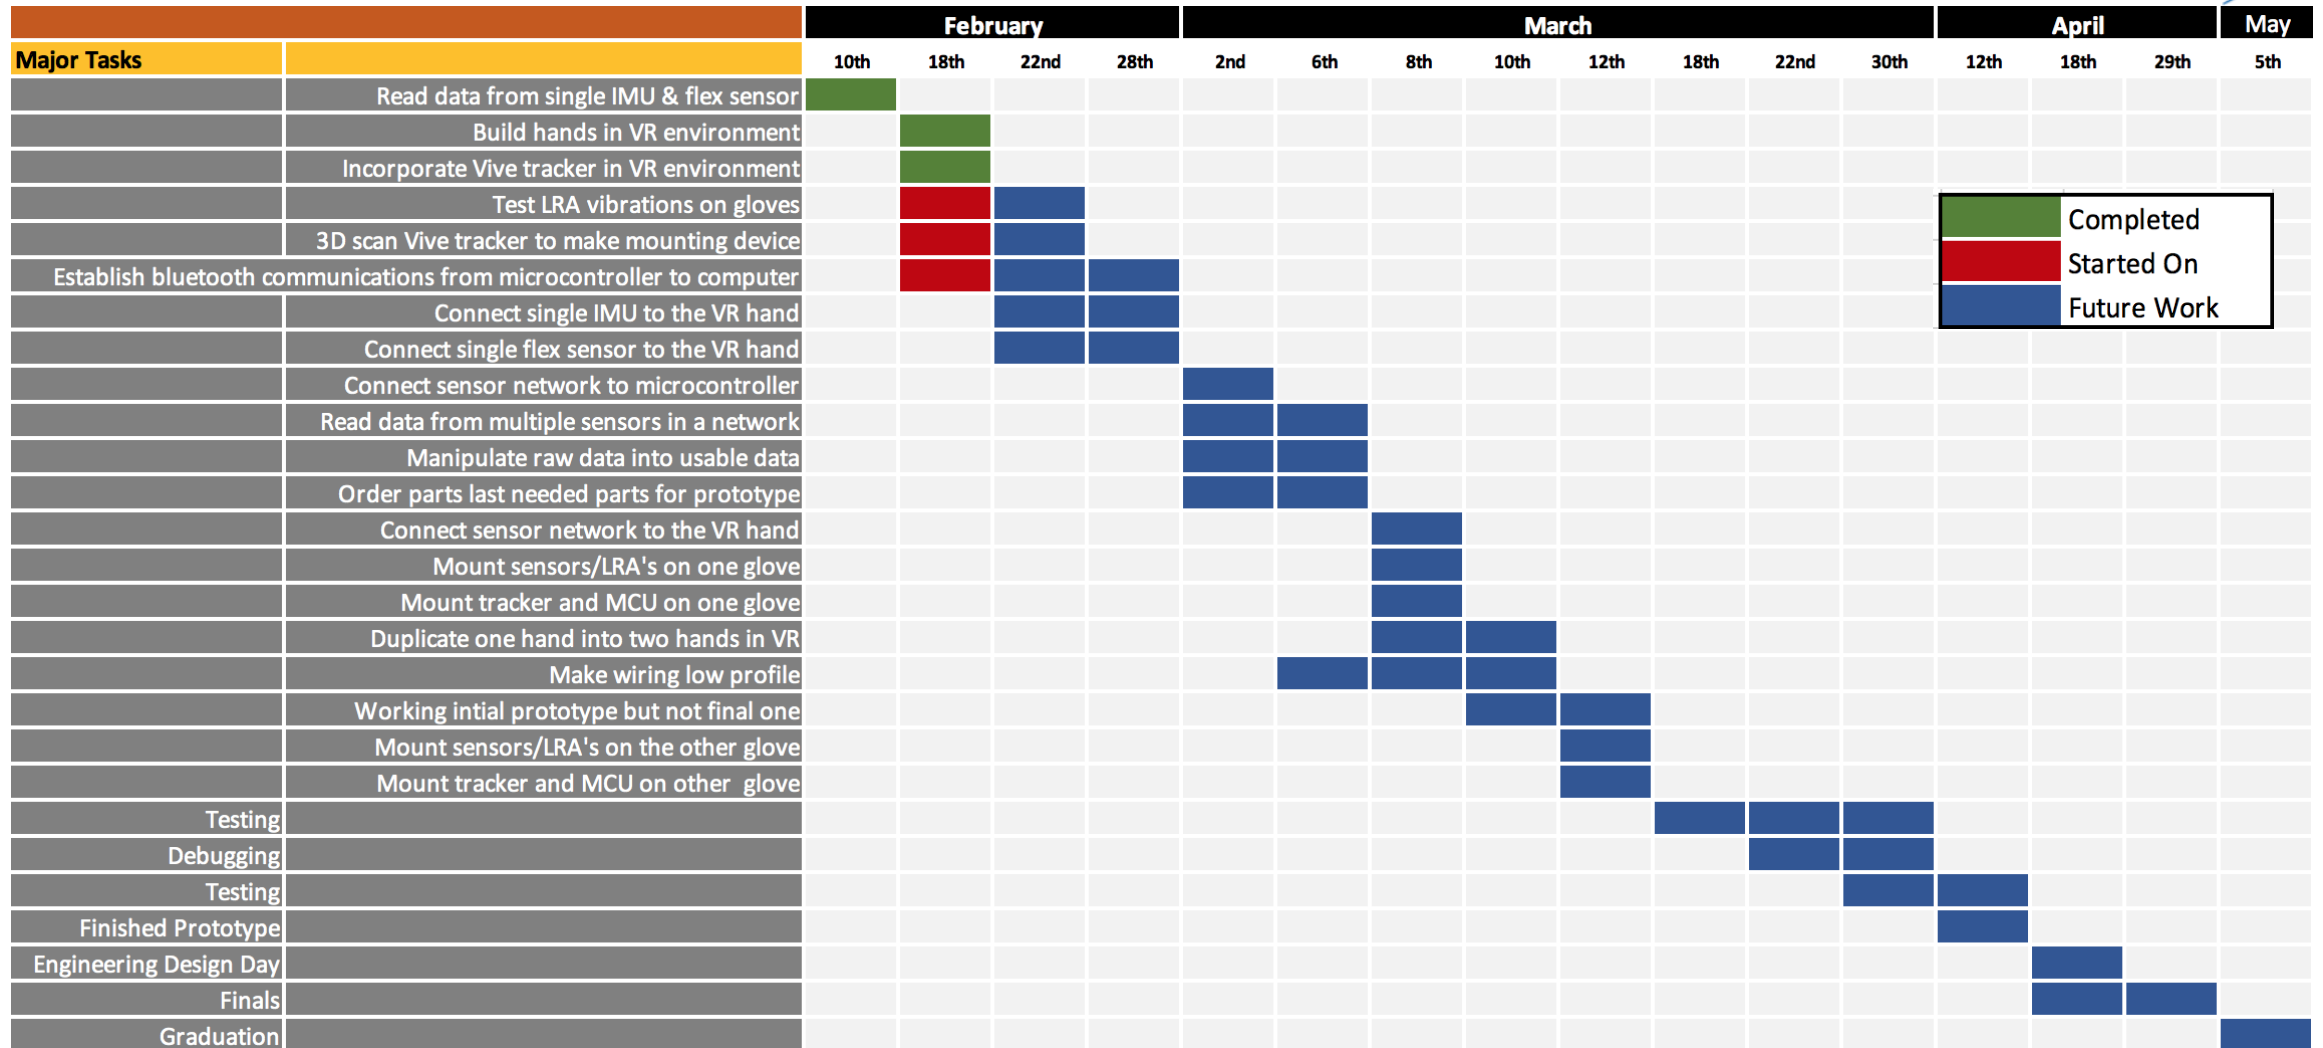 February March April May
Major Tasks 10th 18th 22nd 28th 2nd 6th 8th 10th 12th 18th 22nd 30th 12th 18th 29th 5th
Read data from single IMU & flex sensor
Build hands in VR environment
Incorporate Vive tracker in VR environment
Test LRA vibrations on gloves
3D scan Vive tracker to make mounting device
Establish bluetooth communications from microcontroller to computer
Connect single IMU to the VR hand
Connect single flex sensor to the VR hand
Connect sensor network to microcontroller
Read data from multiple sensors in a network
Manipulate raw data into usable data
Order parts last needed parts for prototype
Connect sensor network to the VR hand
Mount sensors/LRA's on one glove
Mount tracker and MCU on one glove
Duplicate one hand into two hands in VR
Make wiring low profile
Working intial prototype but not final one
Mount sensors/LRA's on the other glove
Mount tracker and MCU on other glove
Testing
Debugging
Testing
Finished Prototype
Engineering Design Day
Finals
Graduation
Completed
Started On
Future Work